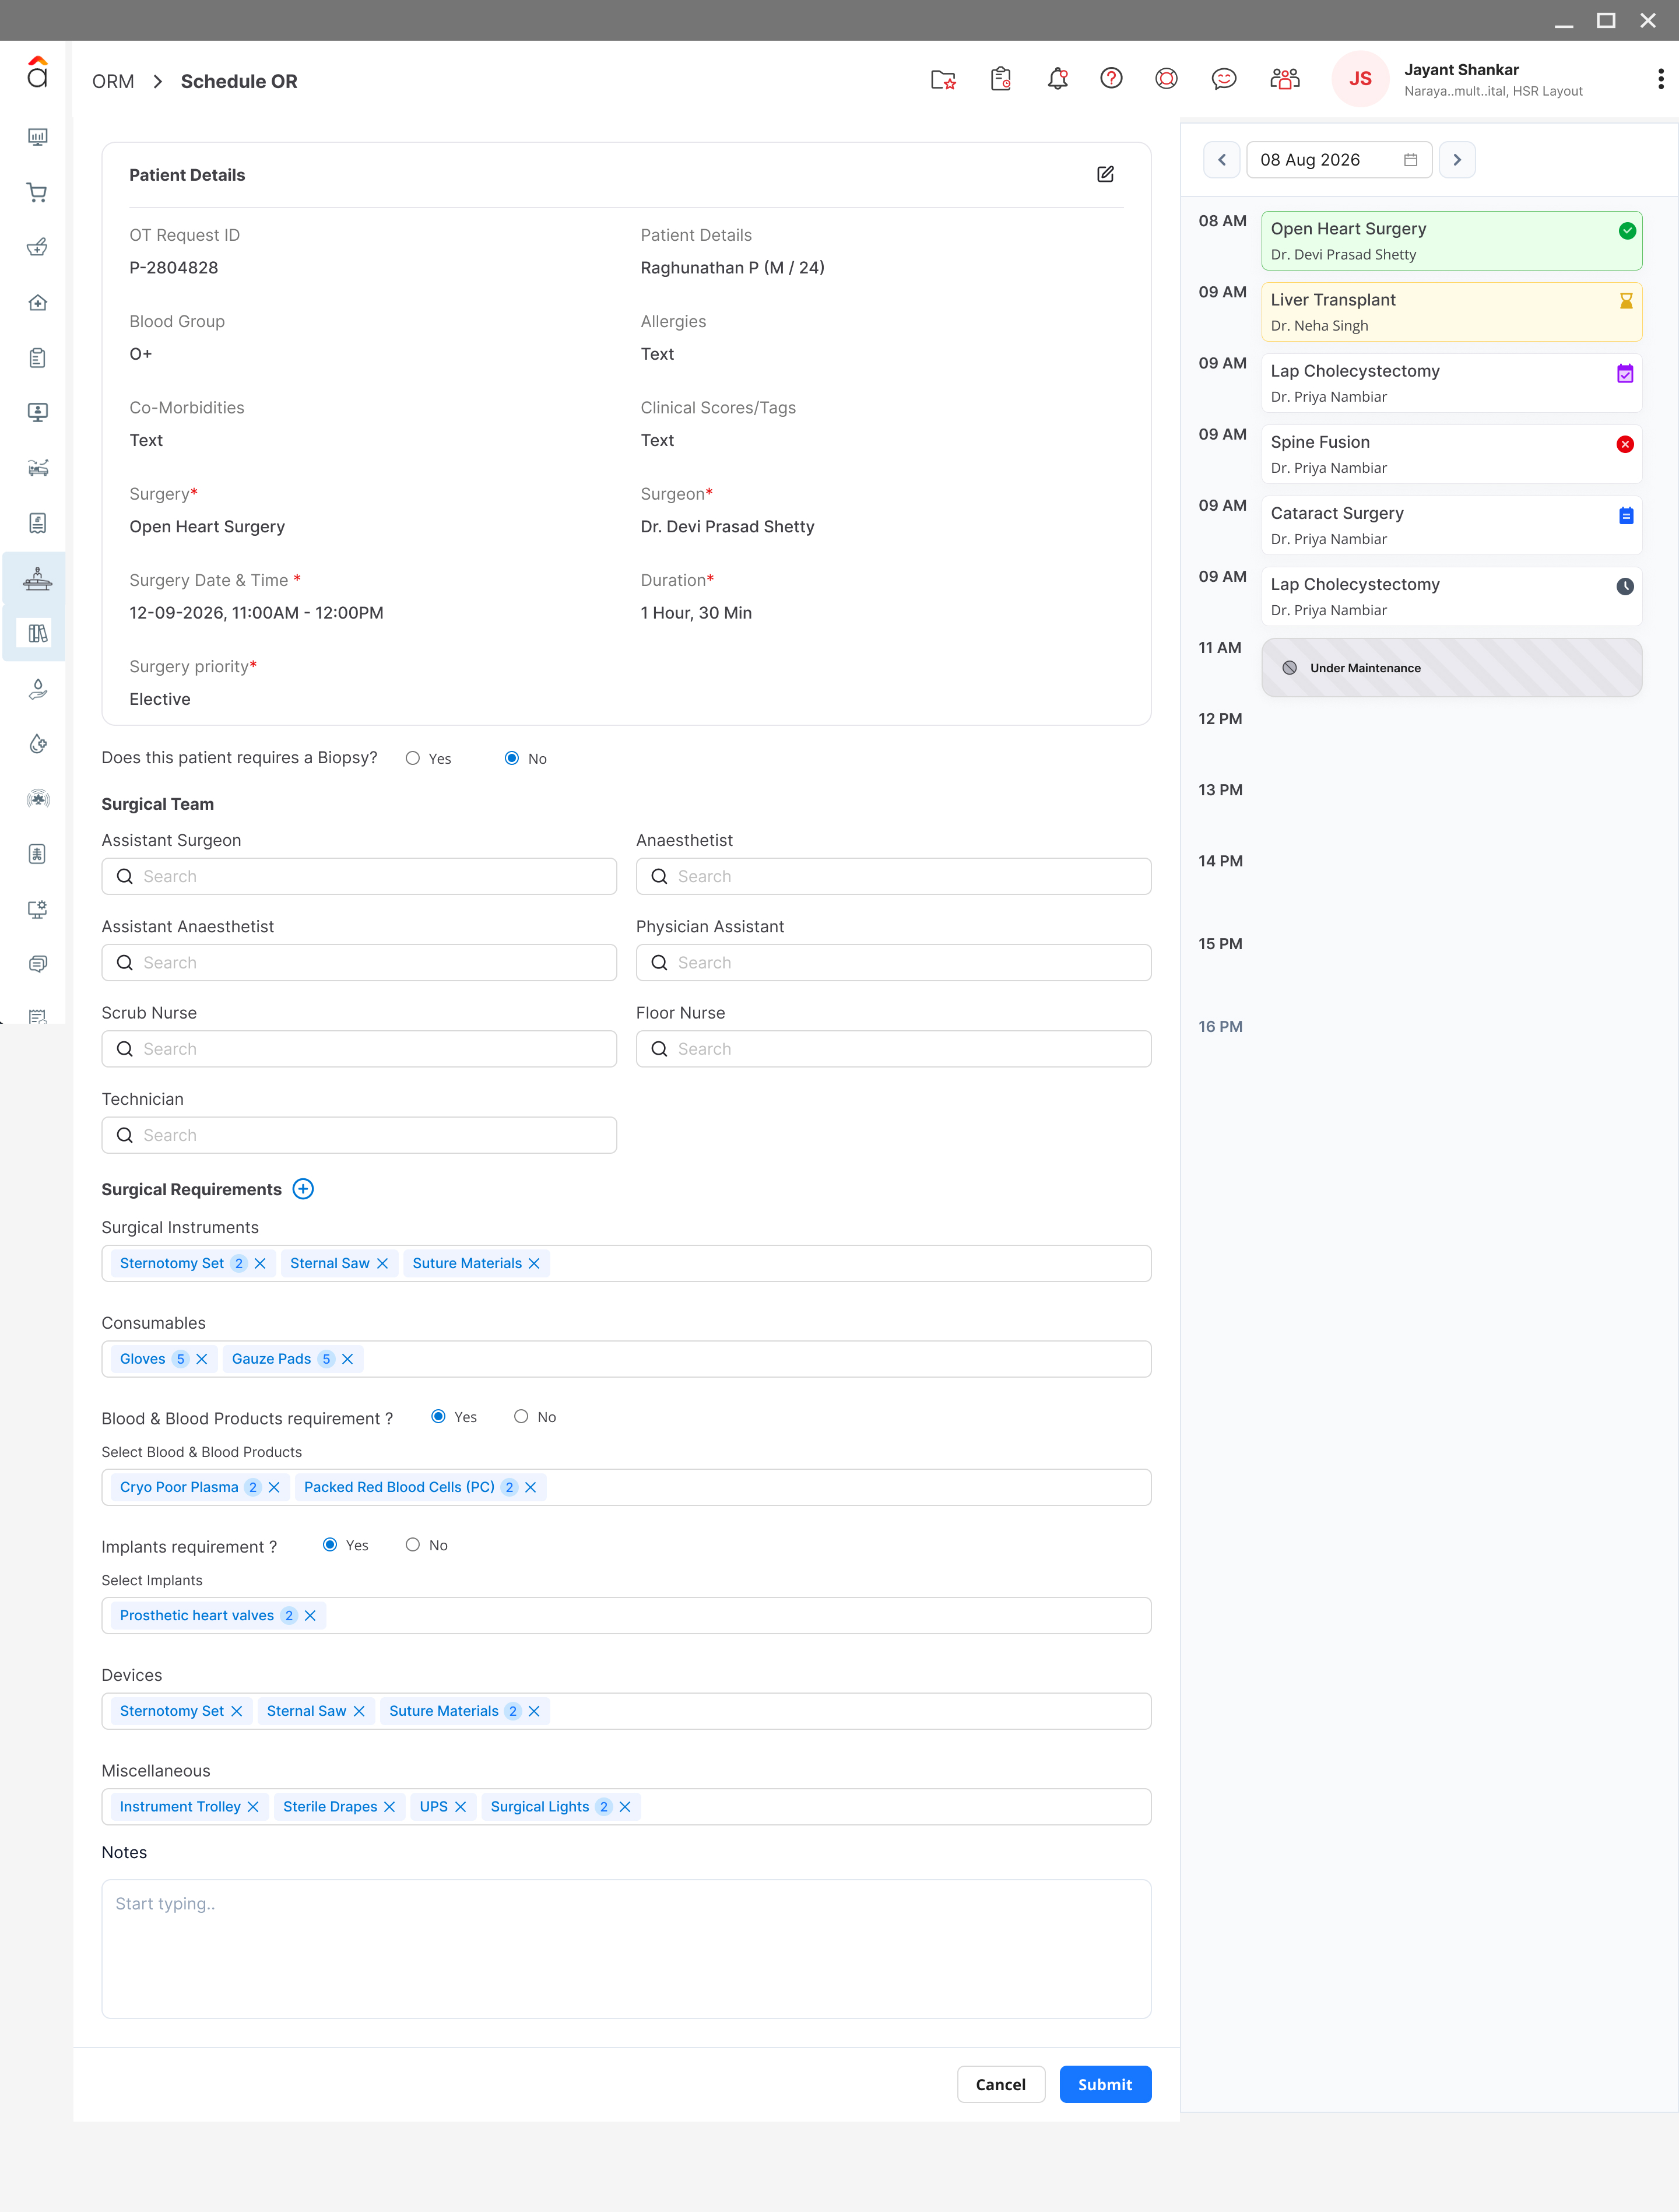 ORM > Schedule OR
JS
Jayant Shankar
Naraya..mult..ital, HSR Layout
Patient Details
OT Request ID
P-2804828
Patient Details
Raghunathan P (M / 24)
Blood Group
O+
Allergies
Text
Co-Morbidities
Text
Clinical Scores/Tags
Text
Surgery*
Open Heart Surgery
Surgeon*
Dr. Devi Prasad Shetty
Surgery Date & Time *
12-09-2026, 11:00AM - 12:00PM
Duration*
1 Hour, 30 Min
Surgery priority*
Elective
Does this patient requires a Biopsy? Yes No
Surgical Team
Assistant Surgeon
Search
Anaesthetist
Search
Assistant Anaesthetist
Search
Physician Assistant
Search
Scrub Nurse
Search
Floor Nurse
Search
Technician
Search
Surgical Requirements
Surgical Instruments
Sternotomy Set 2 Sternal Saw Suture Materials
Consumables
Gloves 5 Gauze Pads 5
Blood & Blood Products requirement ? Yes No
Select Blood & Blood Products
Cryo Poor Plasma 2 Packed Red Blood Cells (PC) 2
Implants requirement ? Yes No
Select Implants
Prosthetic heart valves 2
Devices
Sternotomy Set Sternal Saw Suture Materials 2
Miscellaneous
Instrument Trolley Sterile Drapes UPS Surgical Lights 2
Notes
Start typing..
Cancel Submit
08 Aug 2026
08 AM
Open Heart Surgery
Dr. Devi Prasad Shetty
09 AM
Liver Transplant
Dr. Neha Singh
09 AM
Lap Cholecystectomy
Dr. Priya Nambiar
09 AM
Spine Fusion
Dr. Priya Nambiar
09 AM
Cataract Surgery
Dr. Priya Nambiar
09 AM
Lap Cholecystectomy
Dr. Priya Nambiar
11 AM
Under Maintenance
12 PM
13 PM
14 PM
15 PM
16 PM